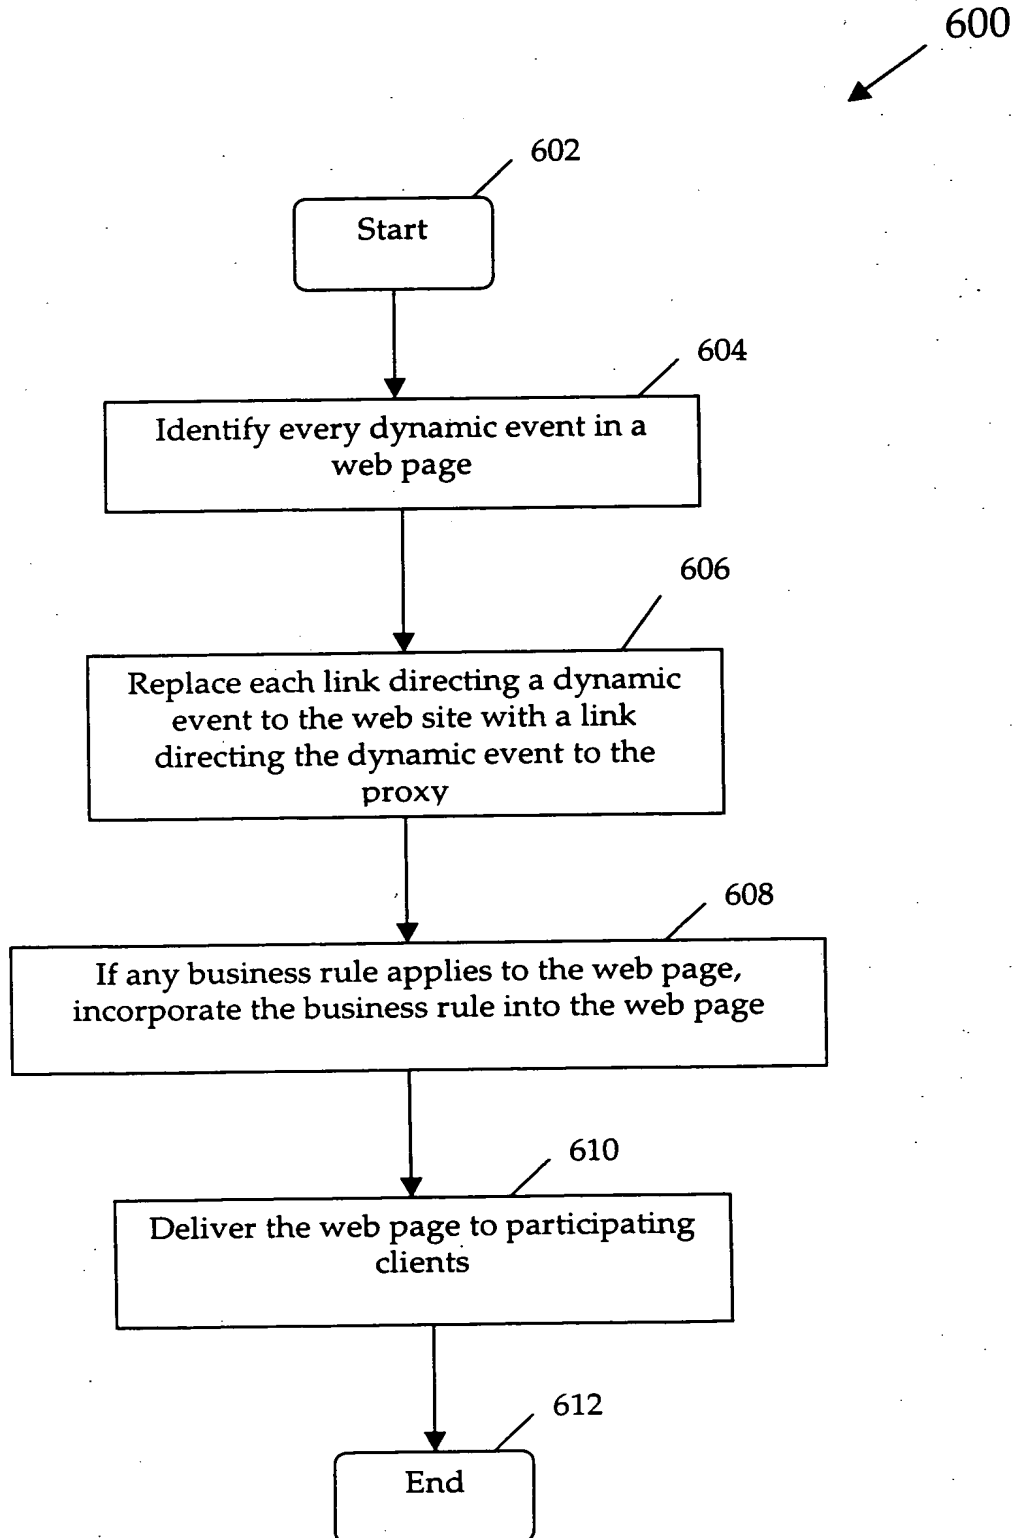 600
602
Start
604
Identify every dynamic event in a
web page
606
Replace each link directing a dynamic
event to the web site with a link
directing the dynamic event to the
proxy
608
If any business rule applies to the web page,
incorporate the business rule into the web page
610
Deliver the web page to participating
clients
612
End